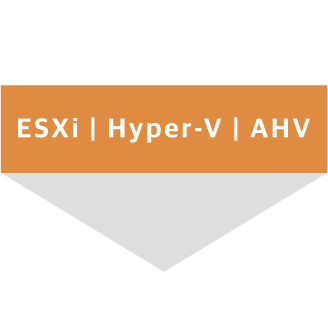 ESXi | Hyper-V | AHV